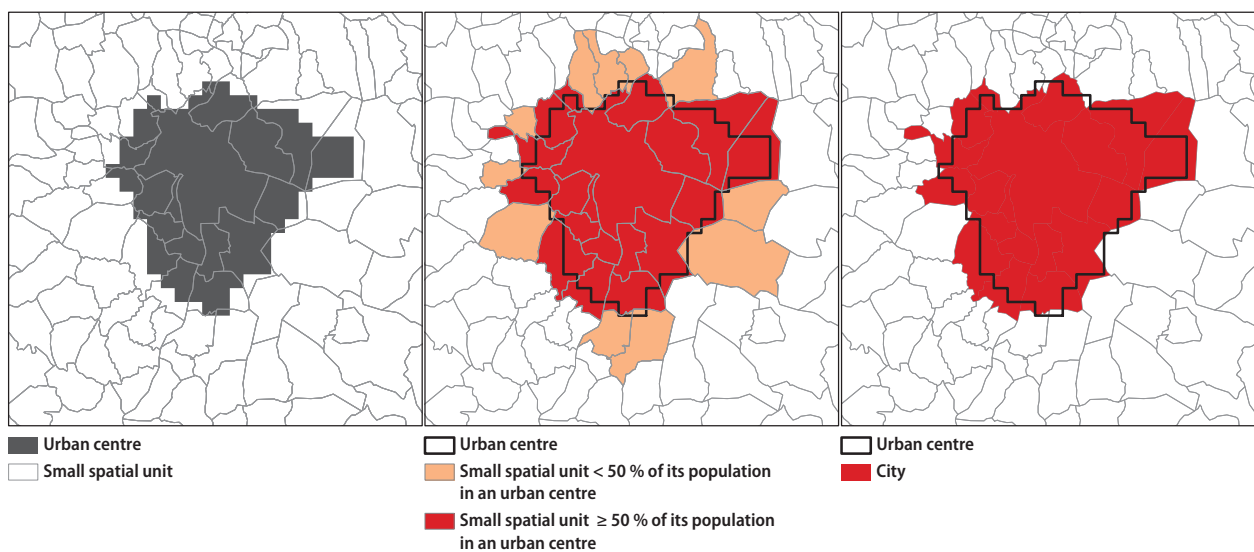 Urban centre
Small spatial unit
Urban centre
Small spatial unit < 50 % of its population
in an urban centre
Small spatial unit ≥ 50 % of its population
in an urban centre
Urban centre
City